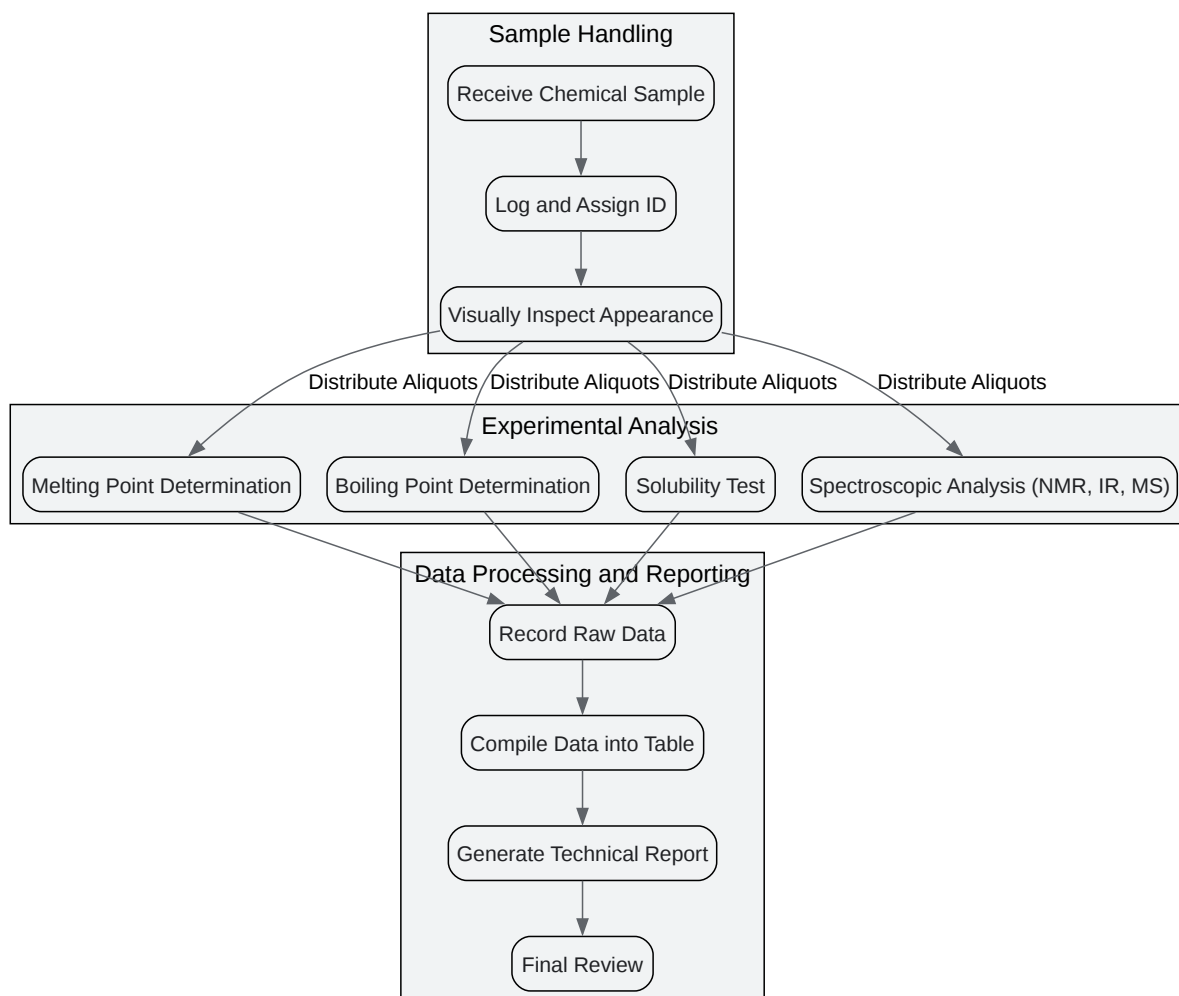 Sample Handling
Receive Chemical Sample
Log and Assign ID
Visually Inspect Appearance
Distribute Aliquots
Distribute Aliquots
Distribute Aliquots
Distribute Aliquots
Experimental Analysis
Melting Point Determination
Boiling Point Determination
Solubility Test
Spectroscopic Analysis (NMR, IR, MS)
Data Processing and Reporting
Record Raw Data
Compile Data into Table
Generate Technical Report
Final Review